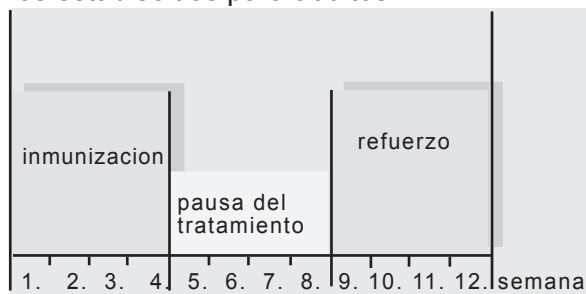 inmunizacion
pausa del
tratamiento
refuerzo
1. 2. 3. 4. 5. 6. 7. 8. 9. 10. 11. 12. semana